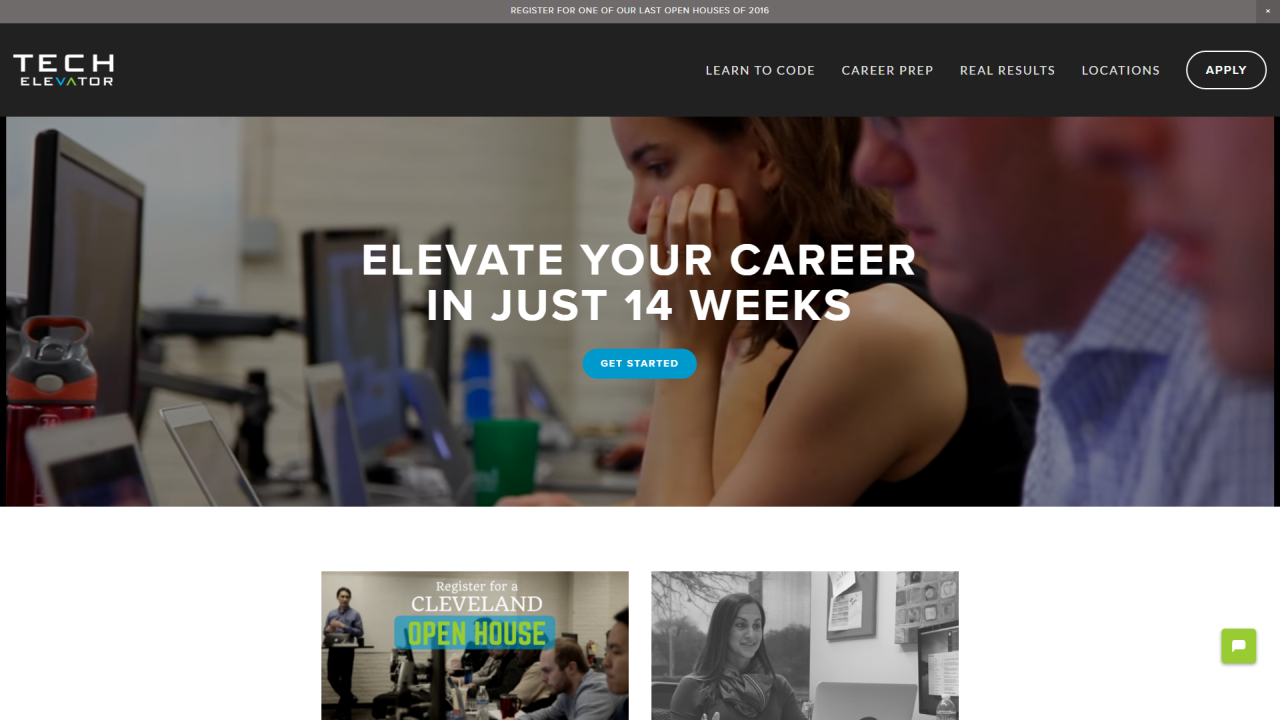 REGISTER FOR ONE OF OUR LAST OPEN HOUSES OF 2016
×
TECH
ELEVATOR
LEARN TO CODE
CAREER PREP
REAL RESULTS
LOCATIONS
APPLY
ELEVATE YOUR CAREER
IN JUST 14 WEEKS
GET STARTED
Register for a
CLEVELAND
OPEN HOUSE